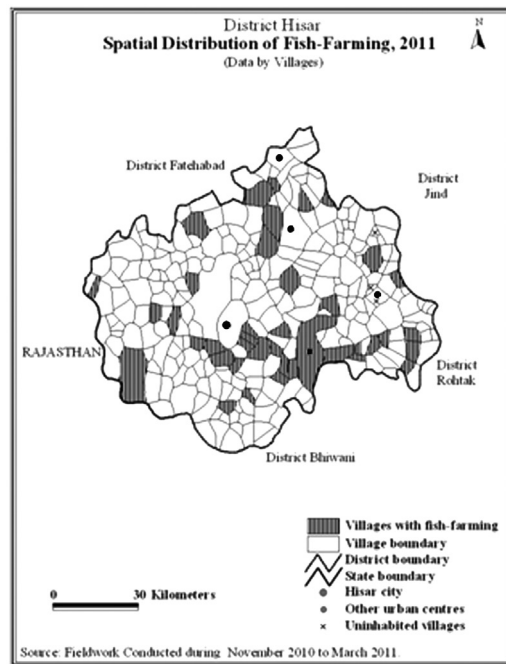 District Hisar
N
Spatial Distribution of Fish-Farming, 2011
(Data by Villages)
District Fatehabad
District
Jind
RAJASTHAN
District
Rohtak
District Bhiwani
Villages with fish-farming
Village boundary
District boundary
State boundary
Hisar city
Other urban centres
Uninhabited villages
0 30 Kilometers
Source: Fieldwork Conducted during November 2010 to March 2011.